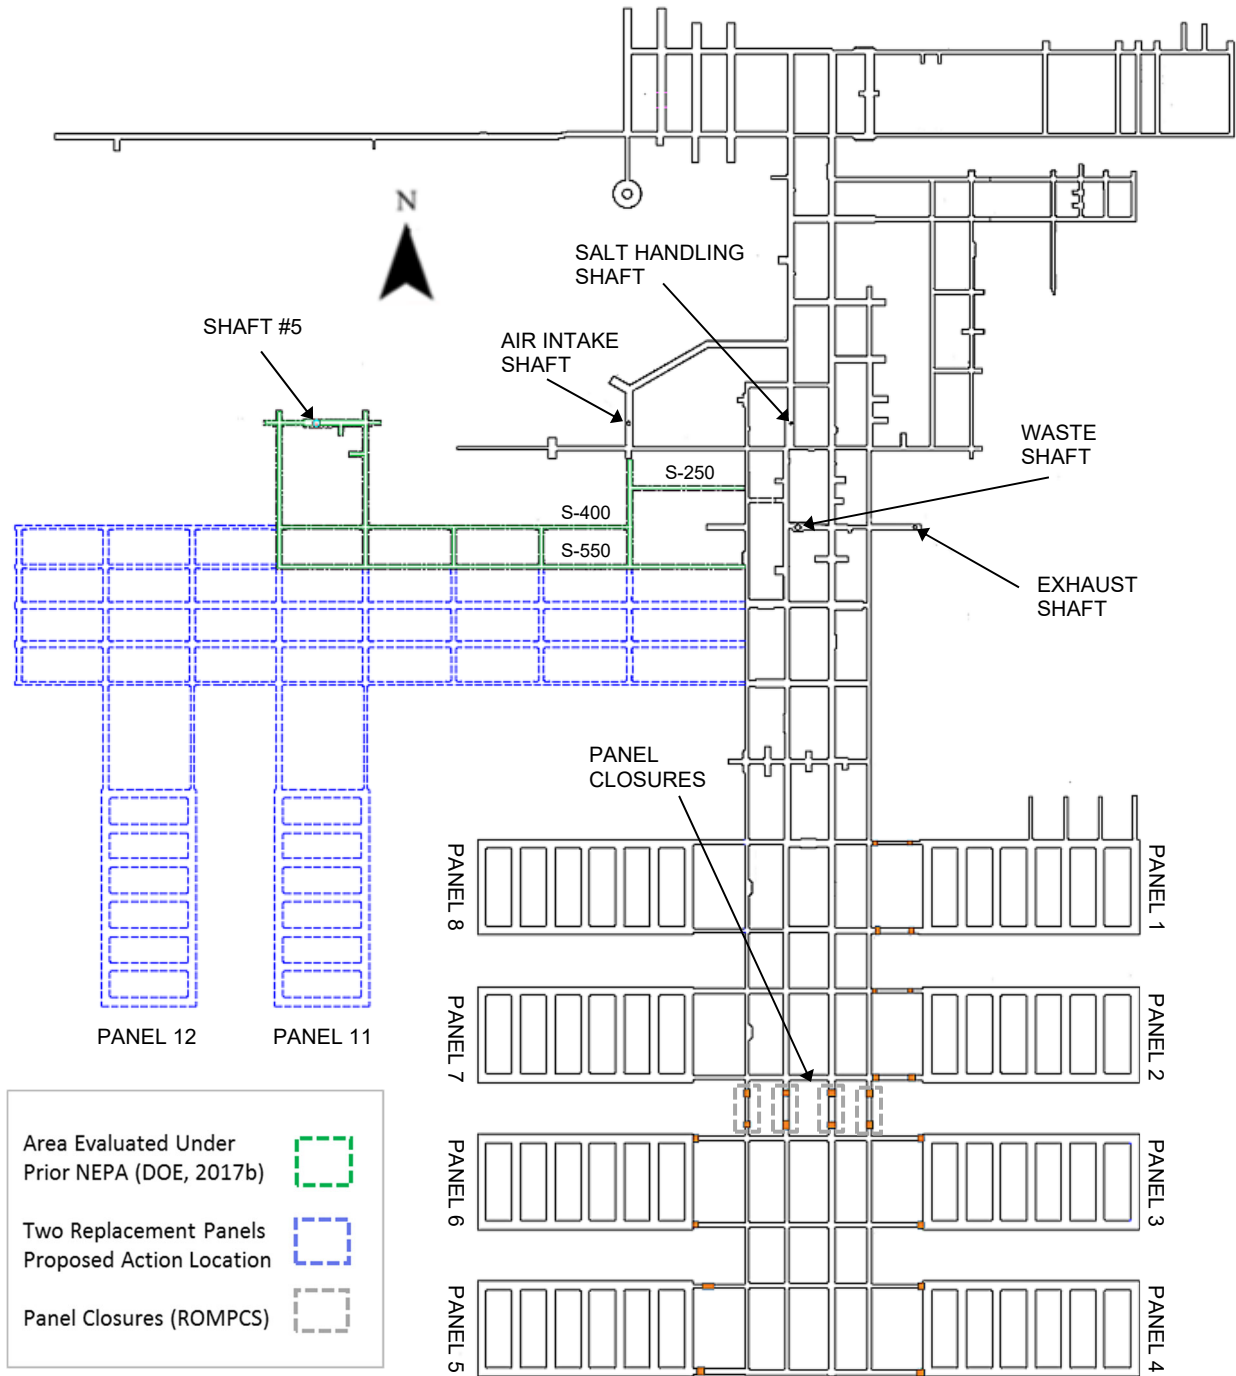 N
SALT HANDLING
SHAFT
SHAFT #5
AIR INTAKE
SHAFT
WASTE
SHAFT
S-250
S-400
S-550
EXHAUST
SHAFT
PANEL
CLOSURES
PANEL 8
PANEL 1
PANEL 7
PANEL 2
PANEL 12
PANEL 11
PANEL 6
PANEL 3
PANEL 5
PANEL 4
Area Evaluated Under
Prior NEPA (DOE, 2017b)
Two Replacement Panels
Proposed Action Location
Panel Closures (ROMPCS)